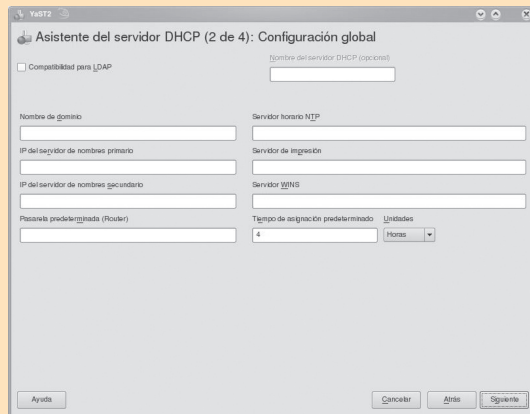 YaST2
Asistente del servidor DHCP (2 de 4): Configuración global
Compatibilidad para LDAP
Nombre del servidor DHCP (opcional)
Nombre de dominio
Servidor horario NTP
IP del servidor de nombres primario
Servidor de impresión
IP del servidor de nombres secundario
Servidor WINS
Pasarela predeterminada (Router)
Tiempo de asignación predeterminado
Unidades
4
Horas
Ayuda
Cancelar
Atrás
Siguiente